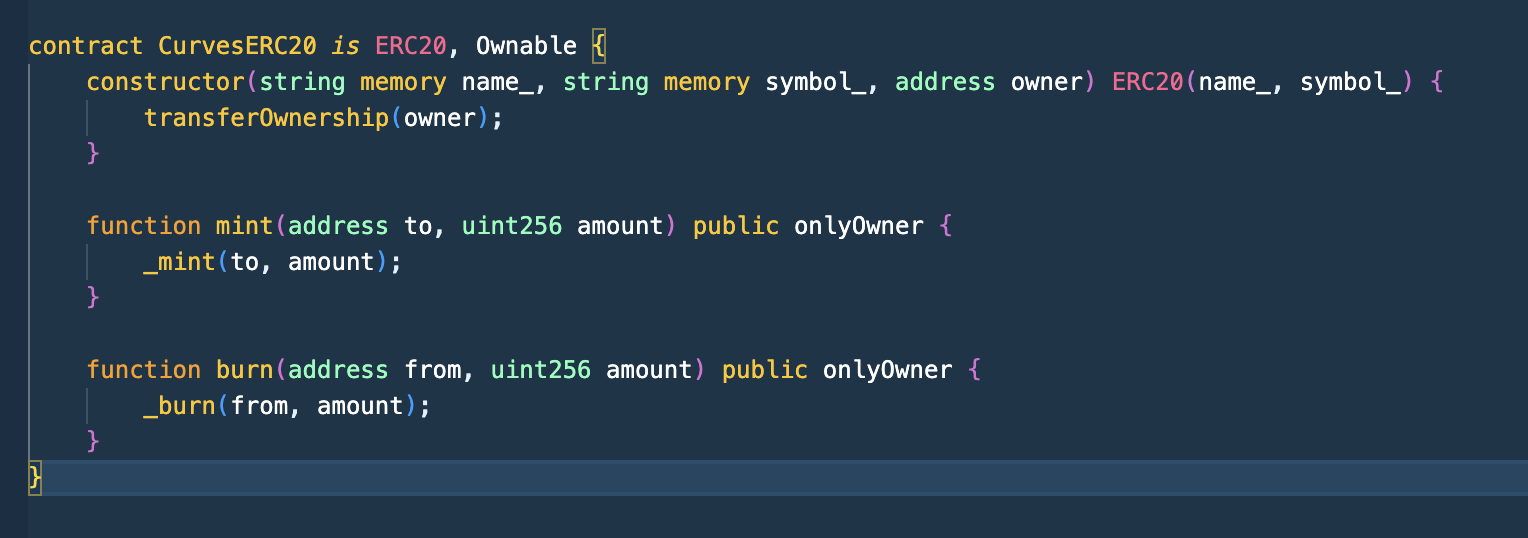 contract CurvesERC20 is ERC20, Ownable {
    constructor(string memory name_, string memory symbol_, address owner) ERC20(name_, symbol_) {
        transferOwnership(owner);
    }

    function mint(address to, uint256 amount) public onlyOwner {
        _mint(to, amount);
    }

    function burn(address from, uint256 amount) public onlyOwner {
        _burn(from, amount);
    }
}